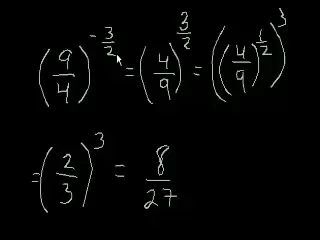 (9/4)^{-3/2} = (4/9)^{3/2} = ((4/9)^{1/2})^3
= (2/3)^3 = 8/27